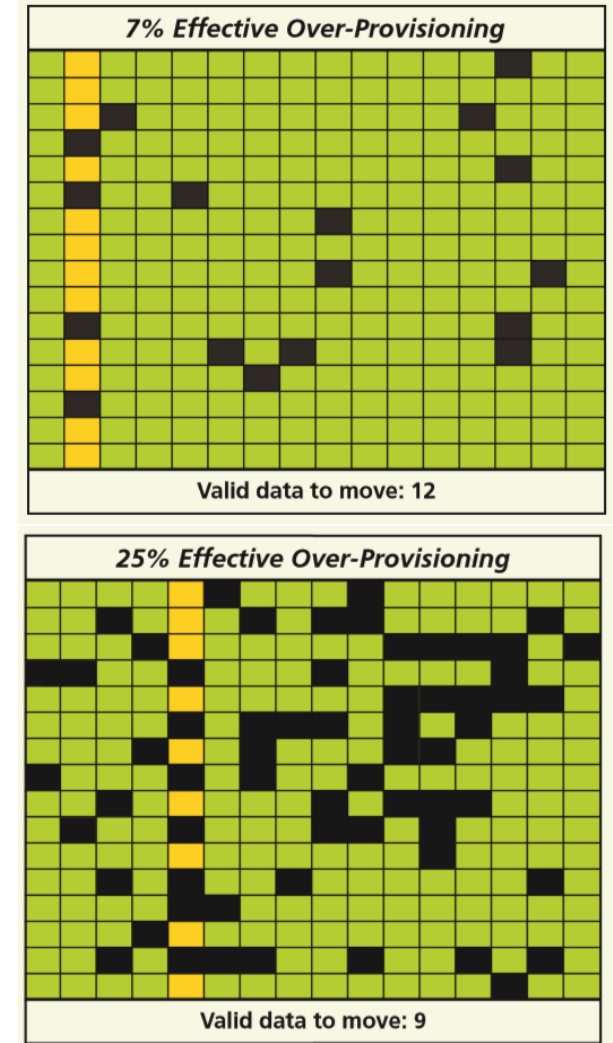 7% Effective Over-Provisioning
Valid data to move: 12
25% Effective Over-Provisioning
Valid data to move: 9